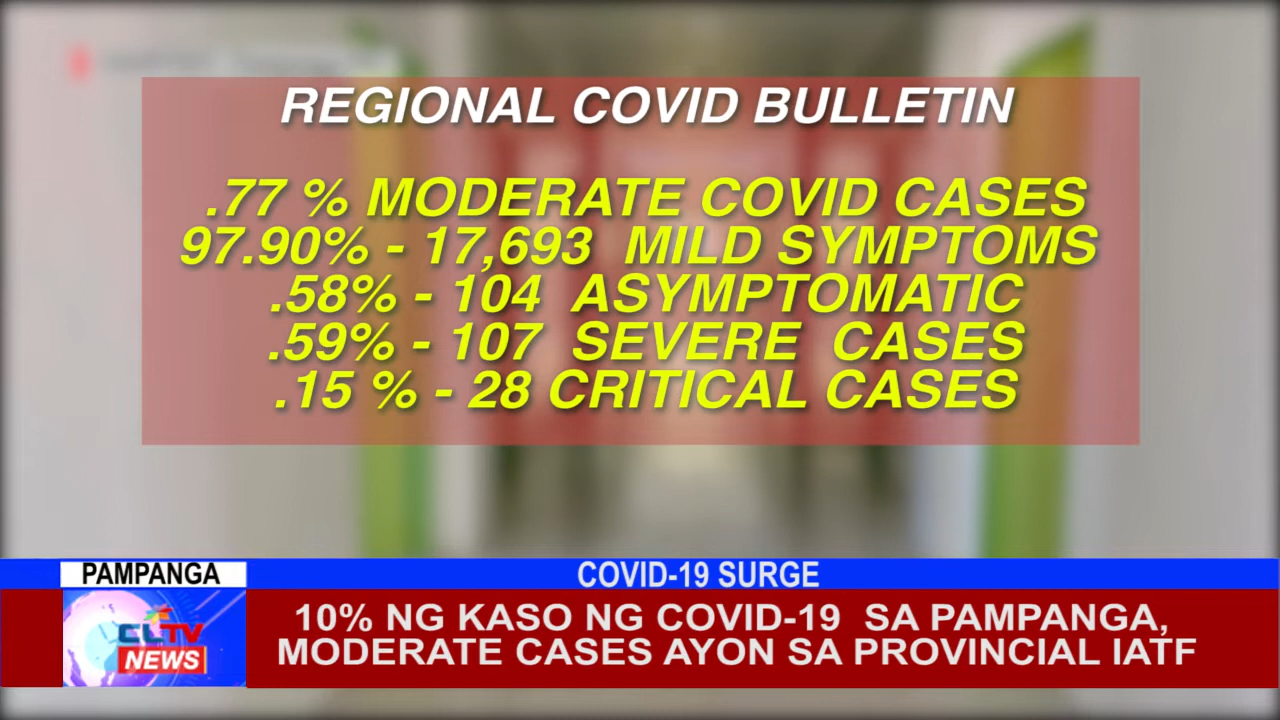 REGIONAL COVID BULLETIN
.77 % MODERATE COVID CASES
97.90% - 17,693 MILD SYMPTOMS
.58% - 104 ASYMPTOMATIC
.59% - 107 SEVERE CASES
.15 % - 28 CRITICAL CASES
PAMPANGA
COVID-19 SURGE
CLTV
NEWS
10% NG KASO NG COVID-19 SA PAMPANGA,
MODERATE CASES AYON SA PROVINCIAL IATF